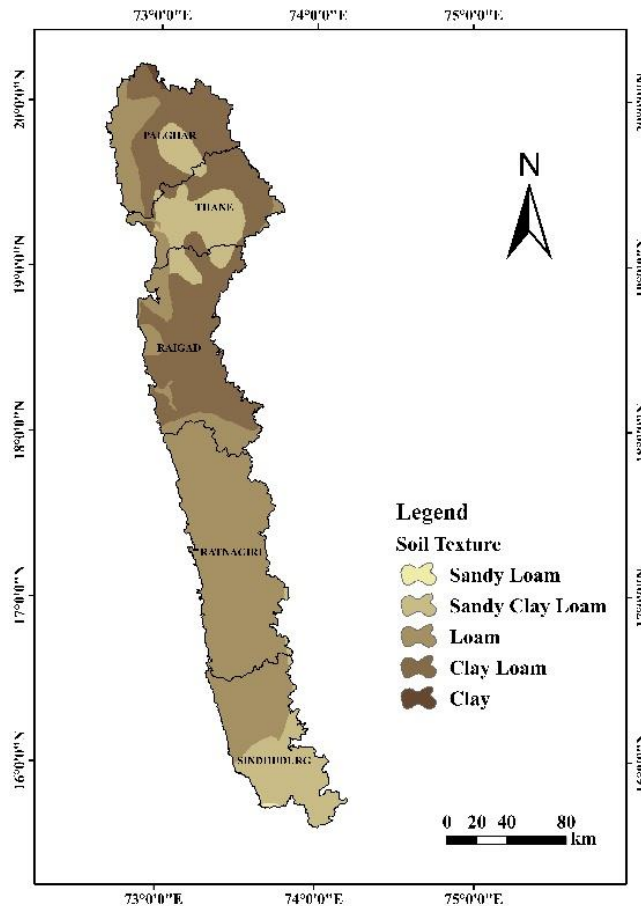 73°0'0"E 74°0'0"E 75°0'0"E
20°0'0"N
19°0'0"N
18°0'0"N
17°0'0"N
16°0'0"N
PALGHAR
THANE
RAIGAD
RATNAGIRI
SINDHUDURG
N
Legend
Soil Texture
Sandy Loam
Sandy Clay Loam
Loam
Clay Loam
Clay
0 20 40 80
km
73°0'0"E 74°0'0"E 75°0'0"E